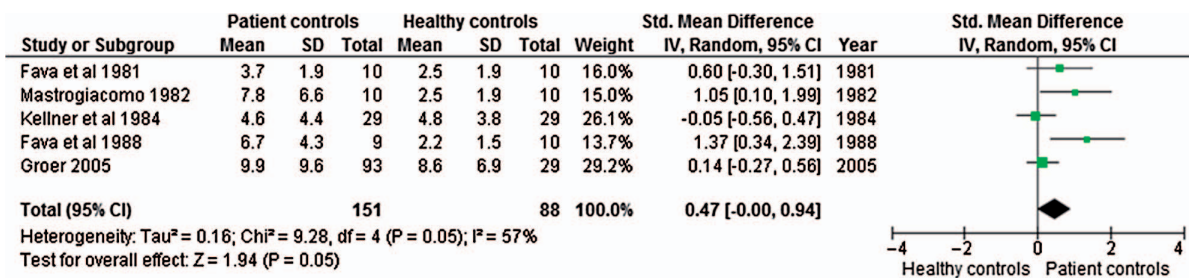 Patient controls Healthy controls Std. Mean Difference Std. Mean Difference
Study or Subgroup Mean SD Total Mean SD Total Weight IV, Random, 95% CI Year IV, Random, 95% CI
Fava et al 1981 3.7 1.9 10 2.5 1.9 10 16.0% 0.60 [-0.30, 1.51] 1981
Mastrogiacomo 1982 7.8 6.6 10 2.5 1.9 10 15.0% 1.05 [0.10, 1.99] 1982
Kellner et al 1984 4.6 4.4 29 4.8 3.8 29 26.1% -0.05 [-0.56, 0.47] 1984
Fava et al 1988 6.7 4.3 9 2.2 1.5 10 13.7% 1.37 [0.34, 2.39] 1988
Groer 2005 9.9 9.6 93 8.6 6.9 29 29.2% 0.14 [-0.27, 0.56] 2005
Total (95% CI) 151 88 100.0% 0.47 [-0.00, 0.94]
Heterogeneity: Tau² = 0.16; Chi² = 9.28, df = 4 (P = 0.05); I² = 57%
Test for overall effect: Z = 1.94 (P = 0.05)
-4 -2 0 2 4
Healthy controls Patient controls